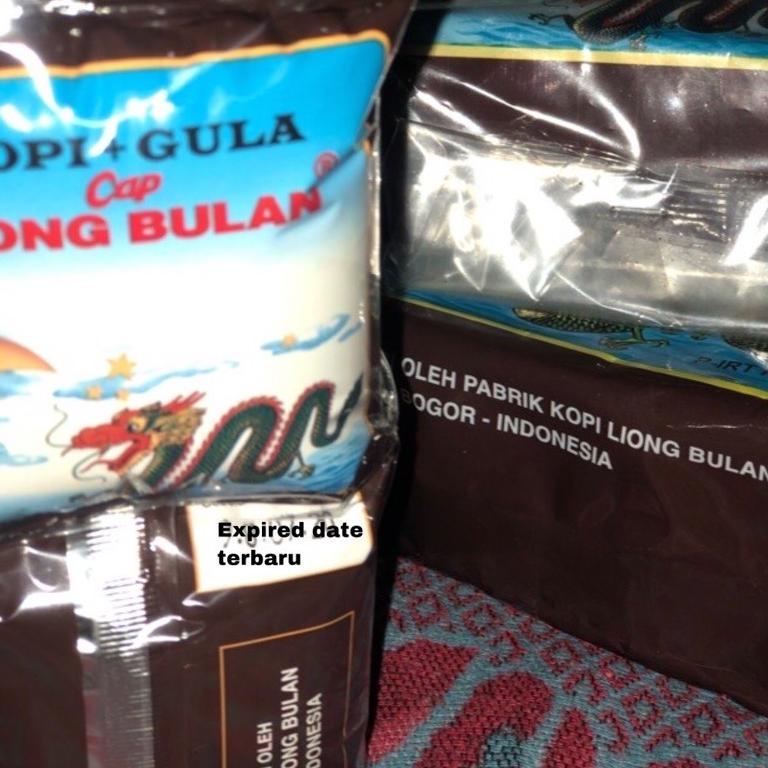 OPI + GULA
Cap
ONG BULAN®
Expired date
terbaru
OLEH
ONG BULAN
DONESIA
P-IRT
OLEH PABRIK KOPI LIONG BULAN
BOGOR - INDONESIA